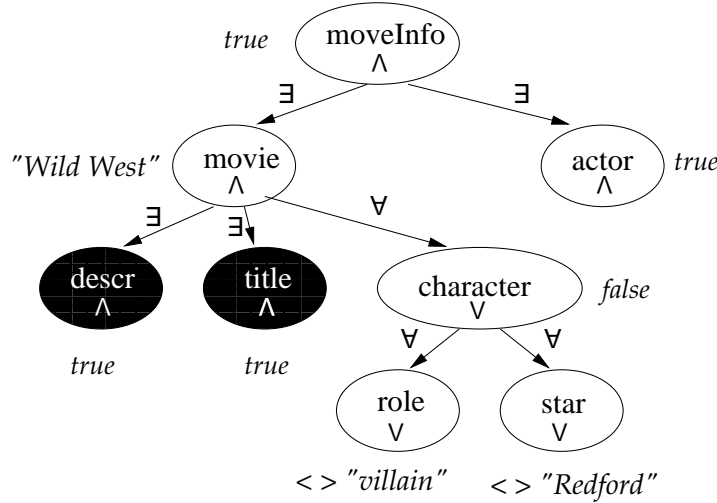 true moveInfo
Λ
∃ ∃
"Wild West" movie actor true
Λ Λ
∃ ∃ ∀
descr title character false
Λ Λ V
∀ ∀
true true role star
V V
< > "villain" < > "Redford"